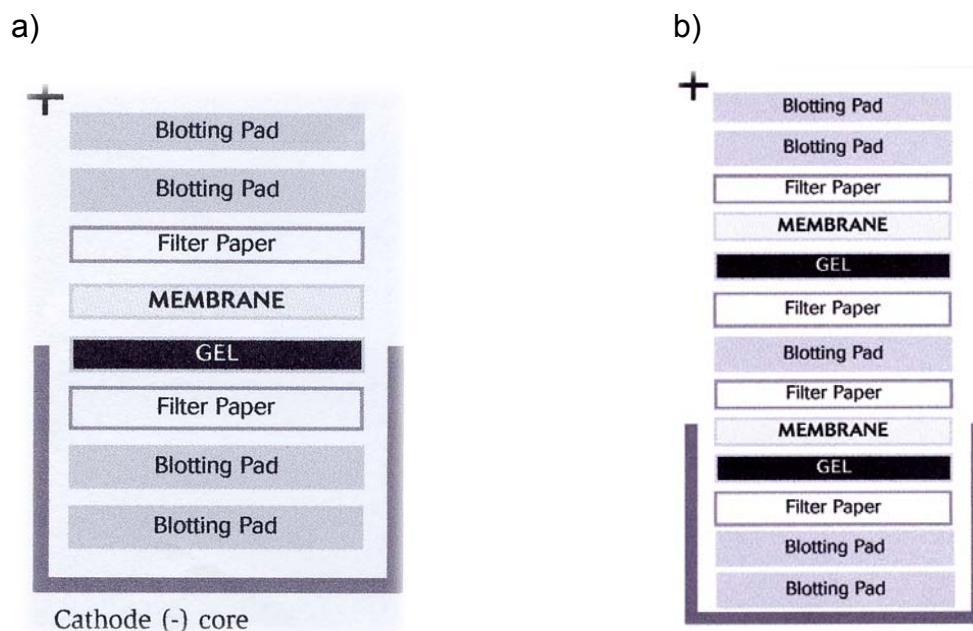 a)
+
Blotting Pad
Blotting Pad
Filter Paper
MEMBRANE
GEL
Filter Paper
Blotting Pad
Blotting Pad
Cathode (-) core
b)
+
Blotting Pad
Blotting Pad
Filter Paper
MEMBRANE
GEL
Filter Paper
Blotting Pad
Filter Paper
MEMBRANE
GEL
Filter Paper
Blotting Pad
Blotting Pad